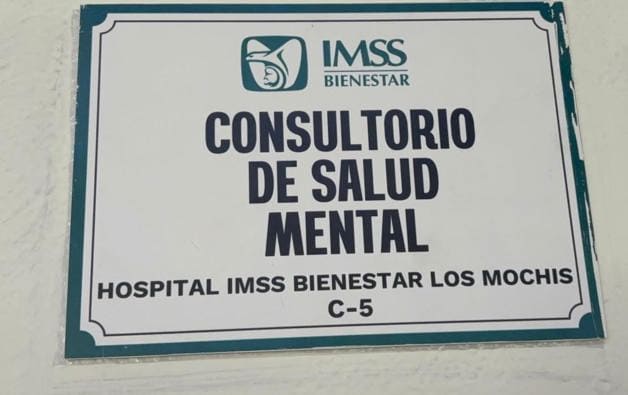 IMSS
BIENESTAR
CONSULTORIO
DE SALUD
MENTAL
HOSPITAL IMSS BIENESTAR LOS MOCHIS
C-5